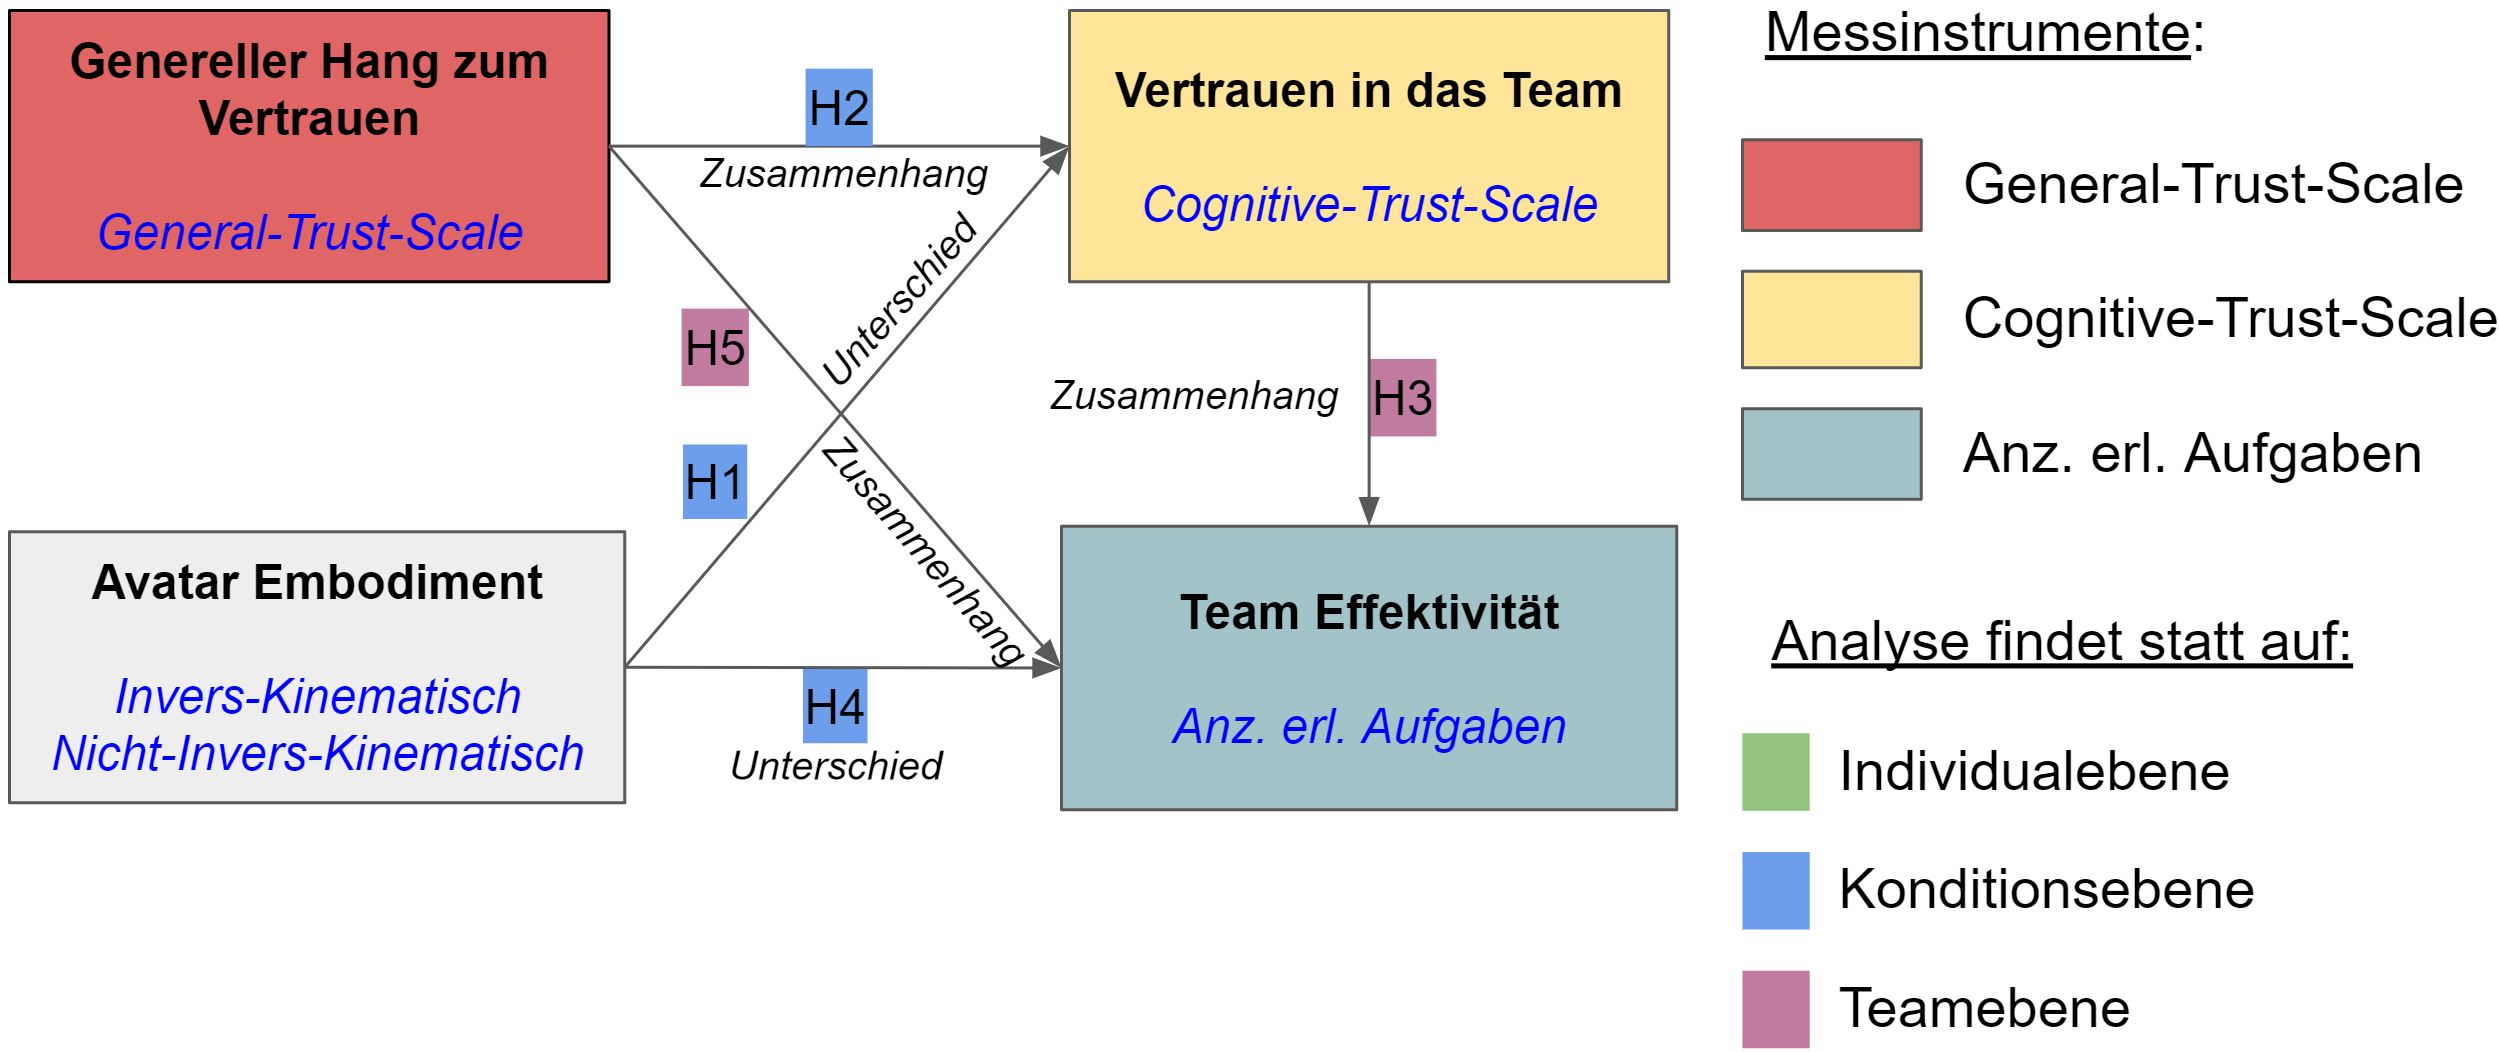 Genereller Hang zum
Vertrauen
General-Trust-Scale
H2
Zusammenhang
Vertrauen in das Team
Cognitive-Trust-Scale
Unterschied
H5
H1
Zusammenhang
Zusammenhang
H3
Avatar Embodiment
Invers-Kinematisch
Nicht-Invers-Kinematisch
H4
Unterschied
Team Effektivität
Anz. erl. Aufgaben
Messinstrumente:
General-Trust-Scale
Cognitive-Trust-Scale
Anz. erl. Aufgaben
Analyse findet statt auf:
Individualebene
Konditionsebene
Teamebene